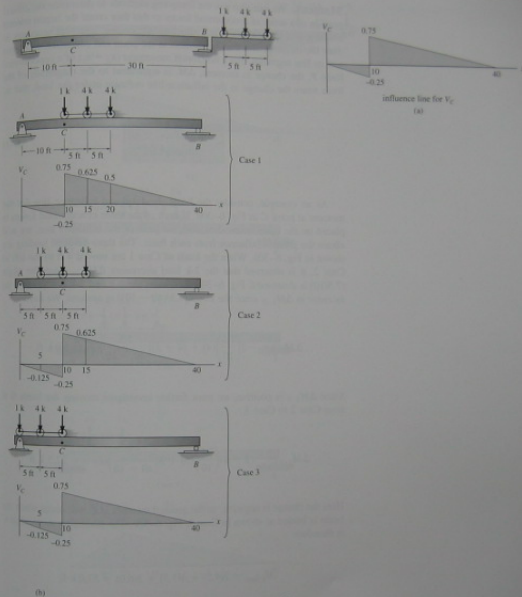 1 k 4 k 4 k
A B
C
10 ft 30 ft 5 ft 5 ft
V_C
0.75
10 40
-0.25
influence line for V_C
(a)
1 k 4 k 4 k
A
C B
10 ft 5 ft 5 ft
Case 1
V_C 0.75 0.625 0.5
10 15 20 40 x
-0.25
1 k 4 k 4 k
A
C B
5 ft 5 ft 5 ft
Case 2
V_C 0.75 0.625
5
10 15 40 x
-0.125 -0.25
1 k 4 k 4 k
C B
5 ft 5 ft
Case 3
V_C 0.75
5
10 40 x
-0.125 -0.25
(b)